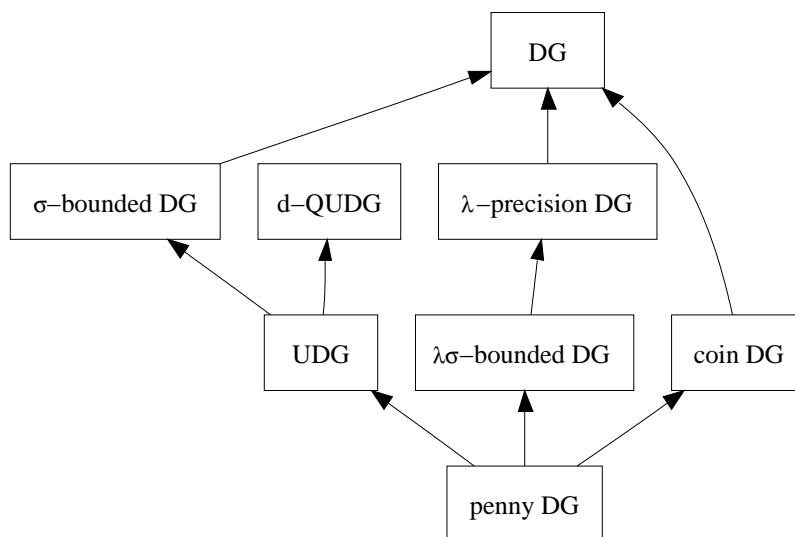 DG
σ−bounded DG
d−QUDG
λ−precision DG
UDG
λσ−bounded DG
coin DG
penny DG